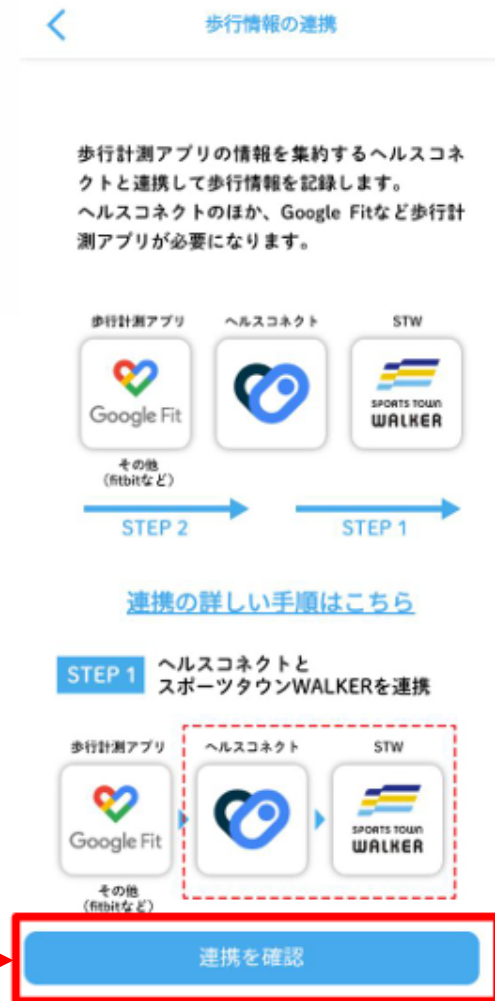 歩行情報の連携
歩行計測アプリの情報を集約するヘルスコネ
クトと連携して歩行情報を記録します。
ヘルスコネクトのほか、Google Fitなど歩行計
測アプリが必要になります。
歩行計測アプリ ヘルスコネクト STW
Google Fit SPORTS TOWN
WALKER
その他
(fitbitなど)
STEP 2 STEP 1
連携の詳しい手順はこちら
STEP 1 ヘルスコネクトと
スポーツタウンWALKERを連携
歩行計測アプリ ヘルスコネクト STW
Google Fit SPORTS TOWN
WALKER
その他
(fitbitなど)
連携を確認